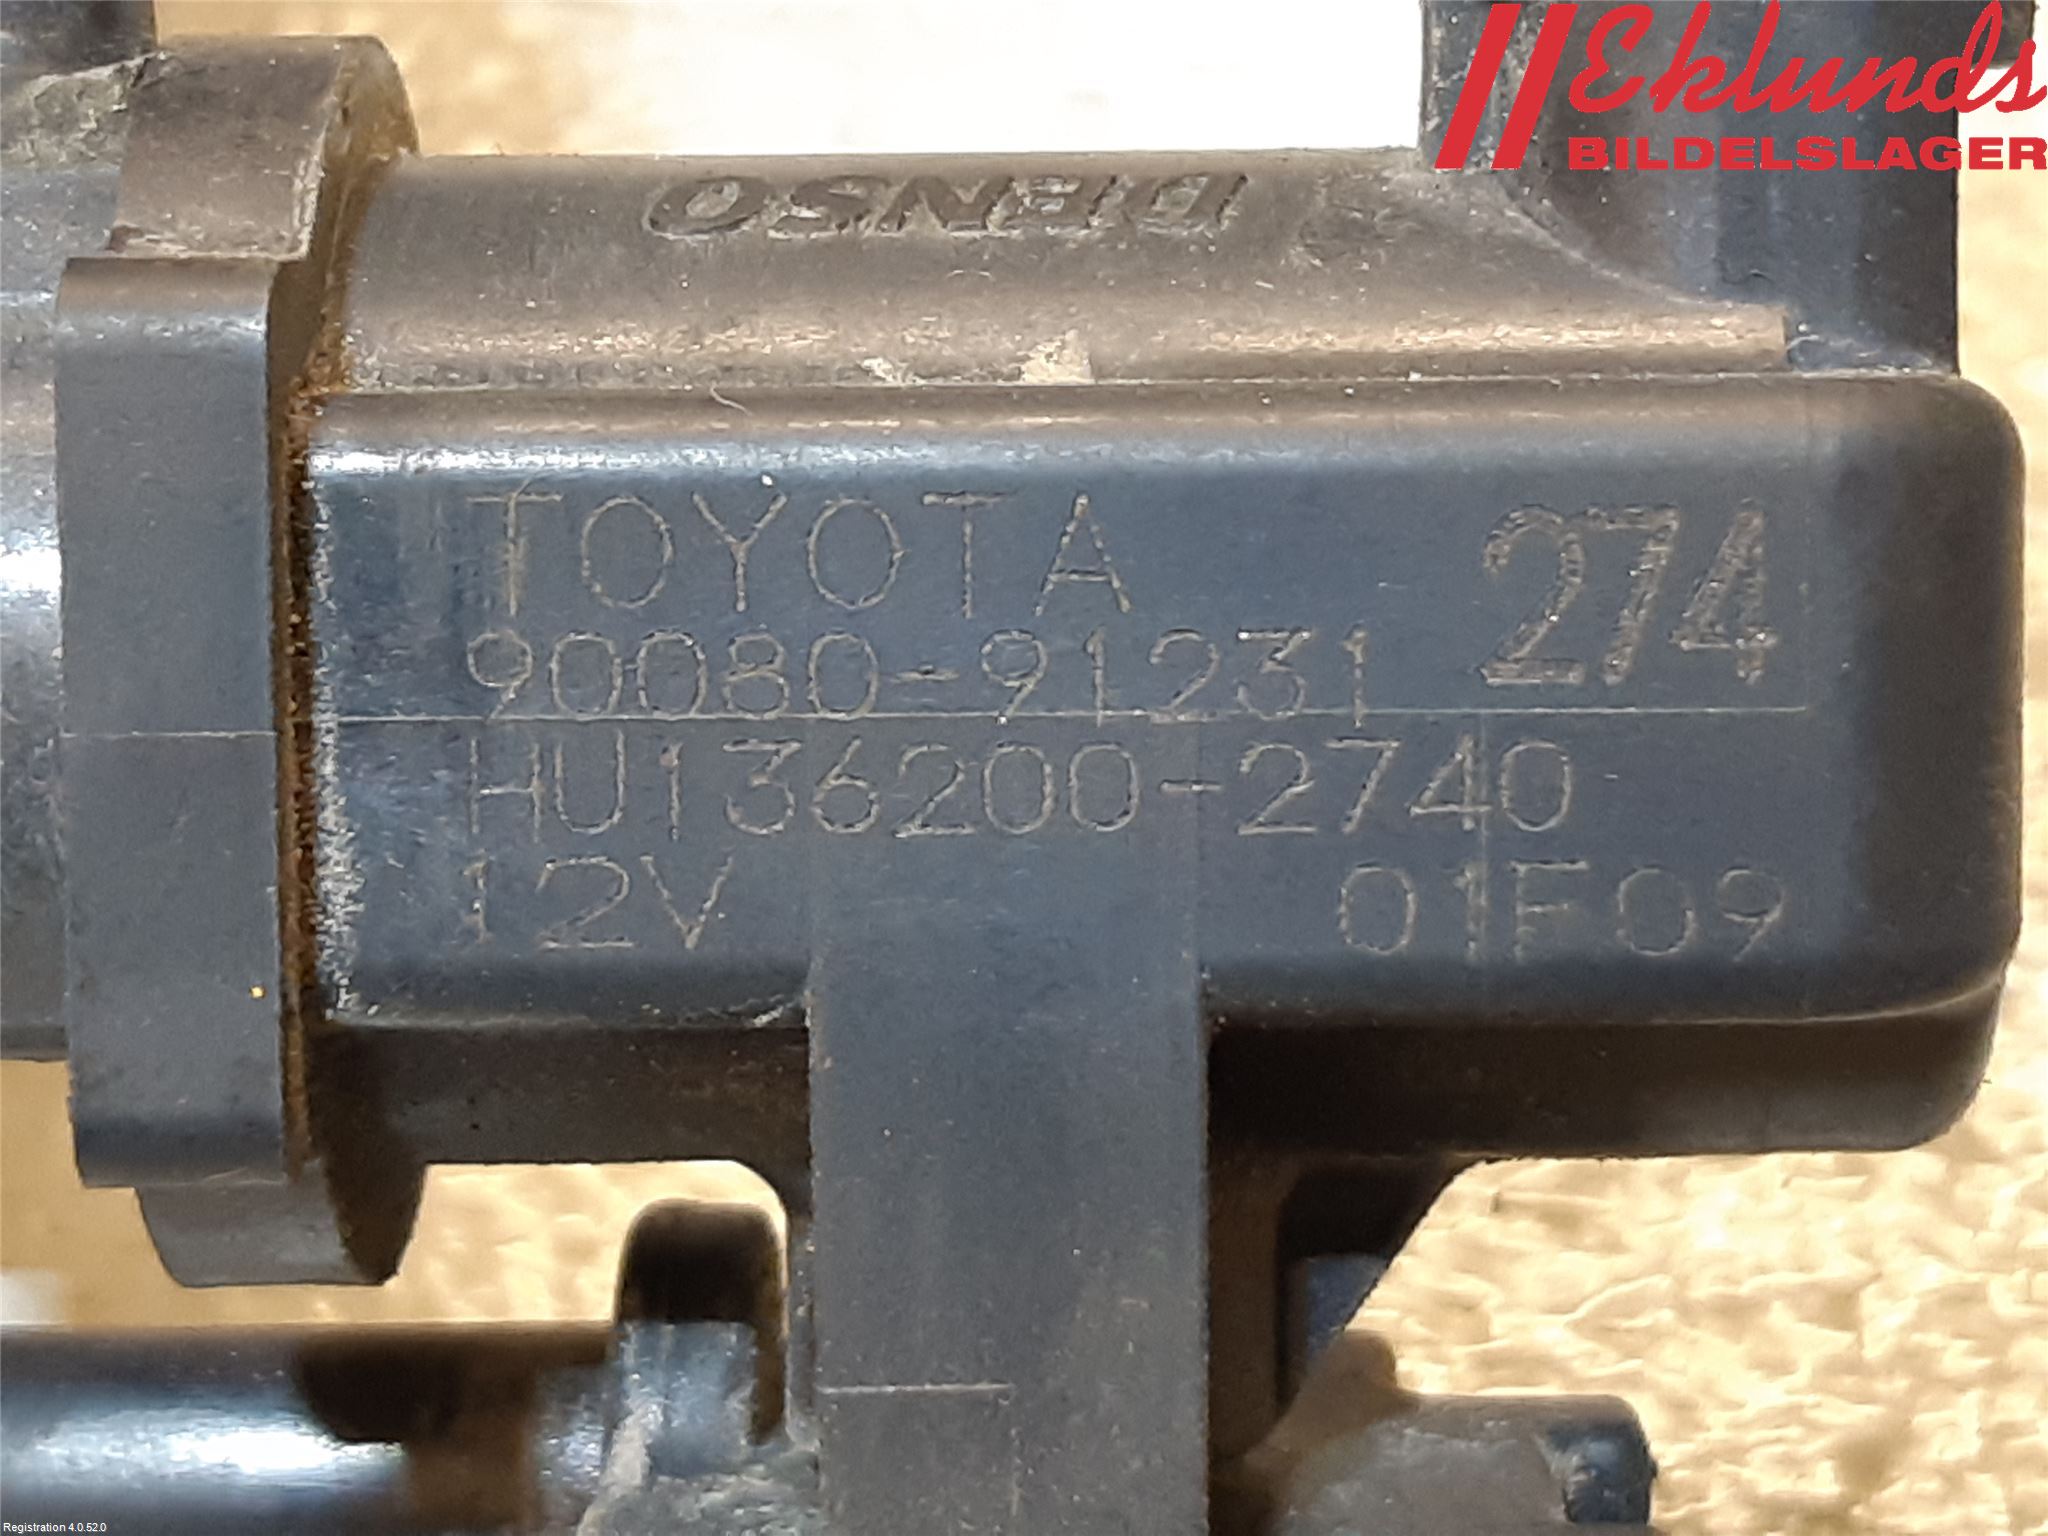 Eklunds
BILDELSLAGER
DENSO
TOYOTA
274
90080-91231
HU136200-2740
12V 01F09
Registration 4.0.52.0